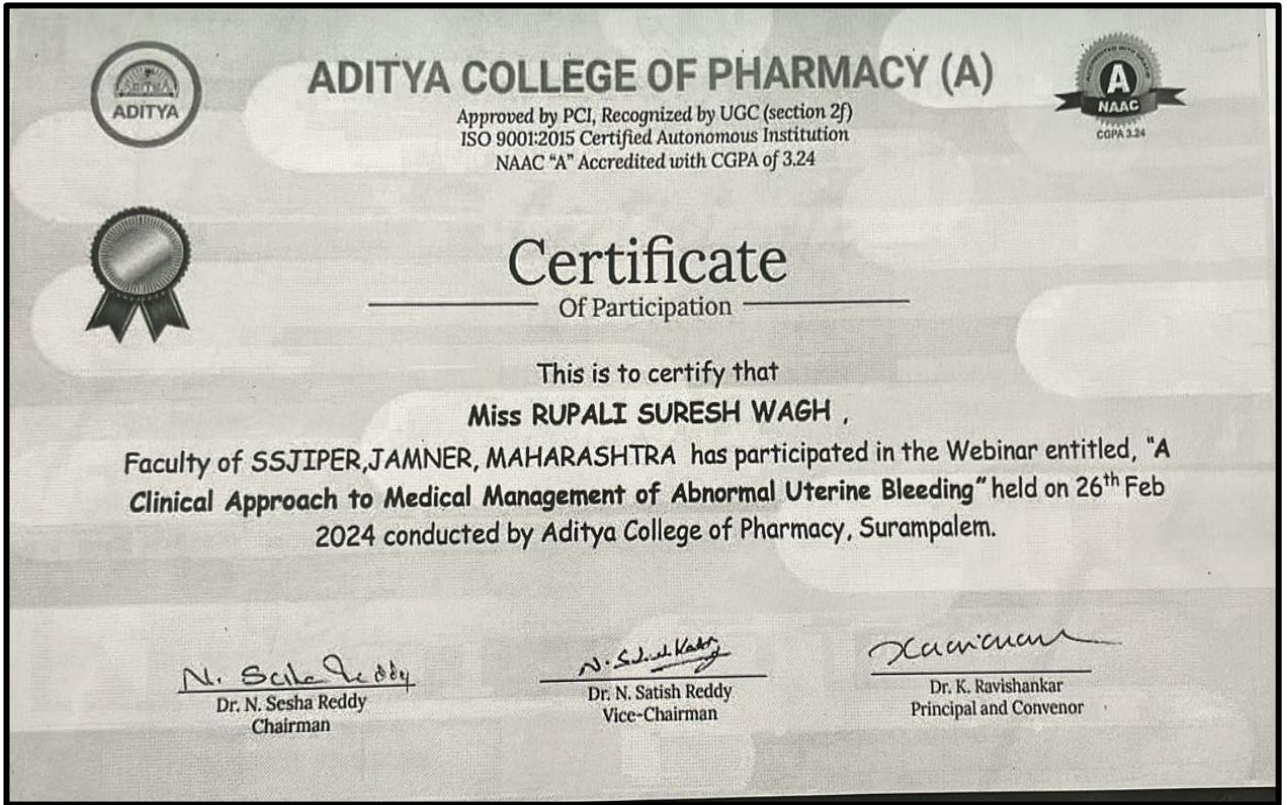 ADITYA
ADITYA COLLEGE OF PHARMACY (A)
Approved by PCI, Recognized by UGC (section 2f)
ISO 9001:2015 Certified Autonomous Institution
NAAC “A” Accredited with CGPA of 3.24
A
NAAC
CGPA 3.24
Certificate
Of Participation
This is to certify that
Miss RUPALI SURESH WAGH ,
Faculty of SSJIPER,JAMNER, MAHARASHTRA has participated in the Webinar entitled, "A
Clinical Approach to Medical Management of Abnormal Uterine Bleeding" held on 26th Feb
2024 conducted by Aditya College of Pharmacy, Surampalem.
Dr. N. Sesha Reddy
Chairman
Dr. N. Satish Reddy
Vice-Chairman
Dr. K. Ravishankar
Principal and Convenor